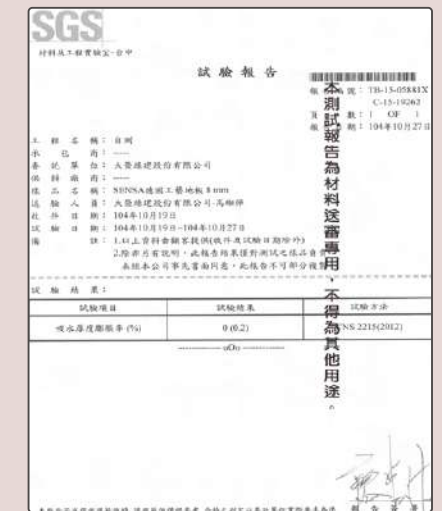 SGS
材料及工程實驗室-台中
試驗報告
號：TB-15-05881X
C-15-19262
頁 數：1 OF 1
期：104年10月27日
工程名稱：自測
承包商：----
委託單位：大覺綠建股份有限公司
供料廠商：----
樣品名稱：SENSA德國工藝地板 8 mm
送驗人員：大覺綠建股份有限公司-馮
收件日期：104年10月19日
試驗日期：104年10月19日~104年10月27日
備 註：1.以上資料由顧客提供(收件及試驗日期除外)
2.除非另有說明，此報告結果僅對測試之樣品負責
未經本公司事先書面同意，此報告不可部分複製
試驗結果：
試驗項目 試驗結果 試驗方法
吸水厚度膨脹率 (%) 0 (0.2) CNS 2215(2012)
oOo
本測試報告為材料送審專用，不得為其他用途。
報告簽署